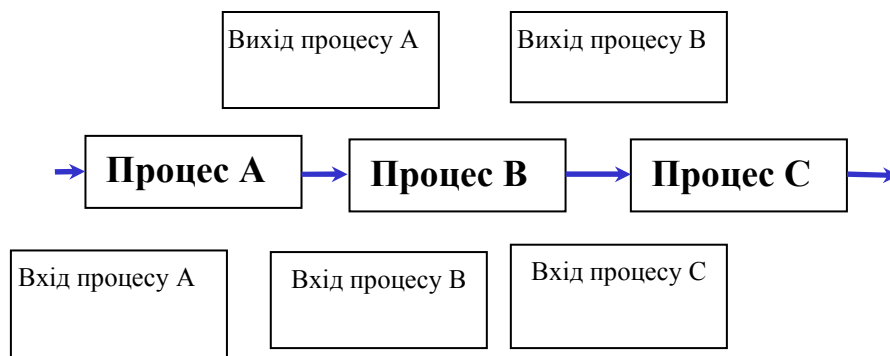 Вихід процесу А
Вихід процесу В
Процес А
Процес В
Процес С
Вхід процесу А
Вхід процесу В
Вхід процесу С